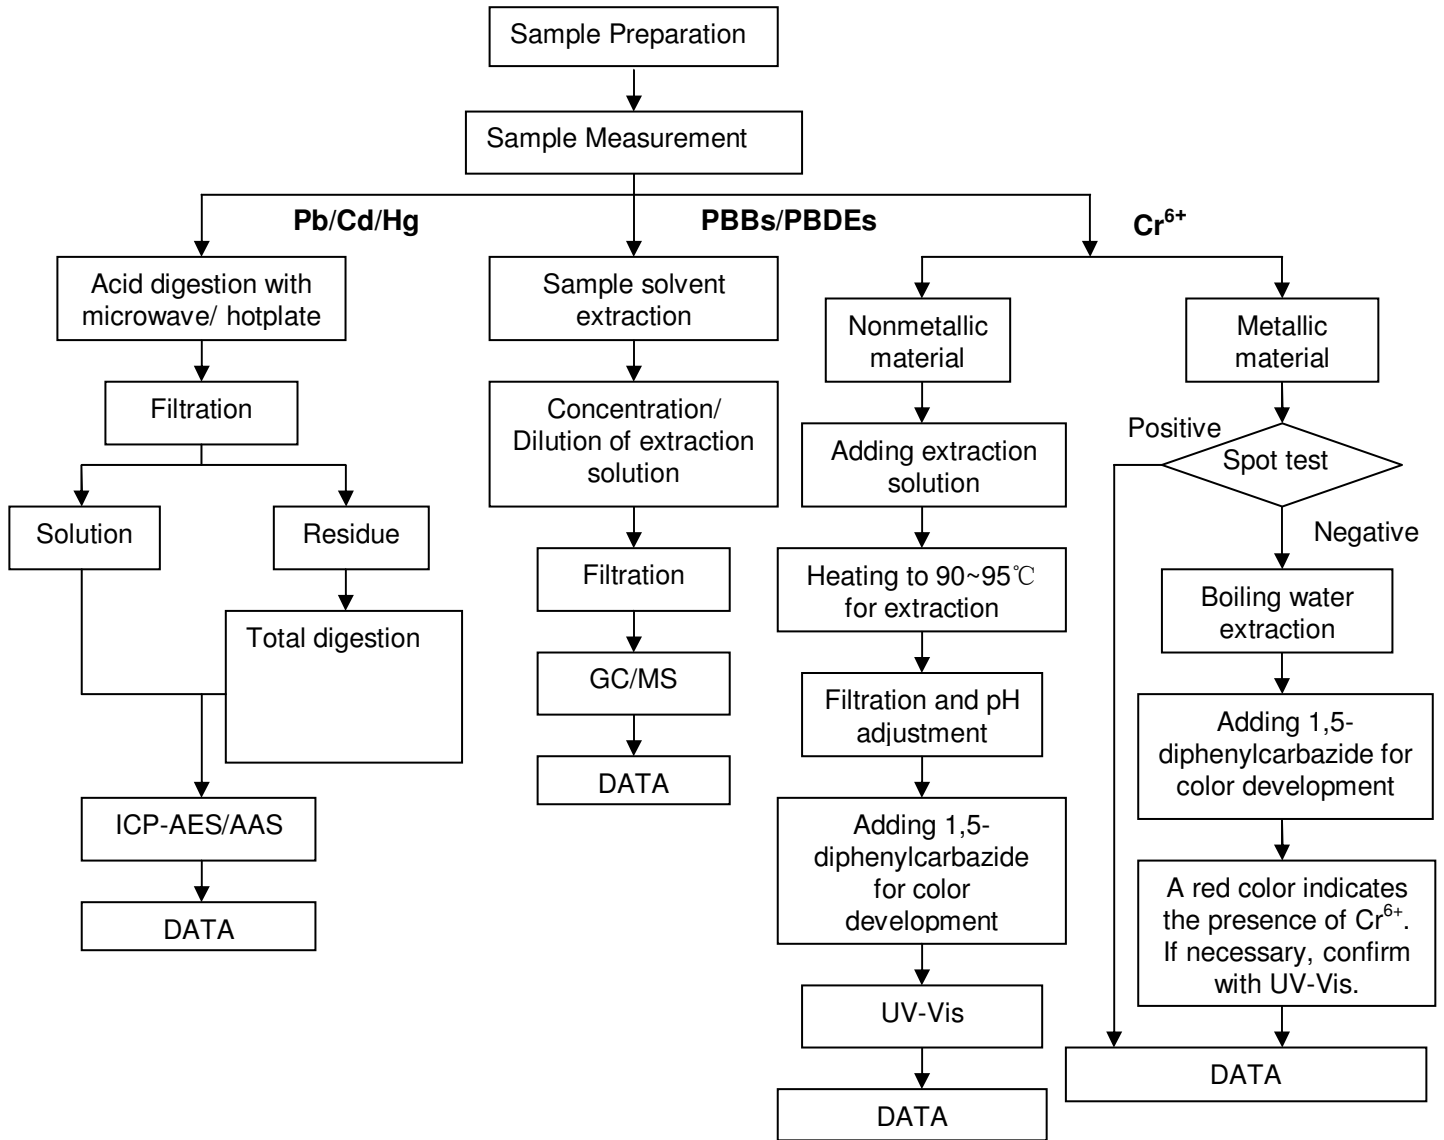 Sample Preparation
Sample Measurement
Pb/Cd/Hg
PBBs/PBDEs
Cr⁶⁺
Acid digestion with
microwave/ hotplate
Filtration
Solution
Residue
Total digestion
ICP-AES/AAS
DATA
Sample solvent
extraction
Concentration/
Dilution of extraction
solution
Filtration
GC/MS
DATA
Nonmetallic
material
Adding extraction
solution
Heating to 90~95℃
for extraction
Filtration and pH
adjustment
Adding 1,5-
diphenylcarbazide
for color
development
UV-Vis
DATA
Metallic
material
Positive
Spot test
Negative
Boiling water
extraction
Adding 1,5-
diphenylcarbazide for
color development
A red color indicates
the presence of Cr⁶⁺.
If necessary, confirm
with UV-Vis.
DATA